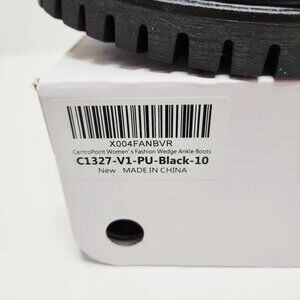 X004FANBVR
CentroPoint Women's Fashion Wedge Ankle Boots
C1327-V1-PU-Black-10
New MADE IN CHINA